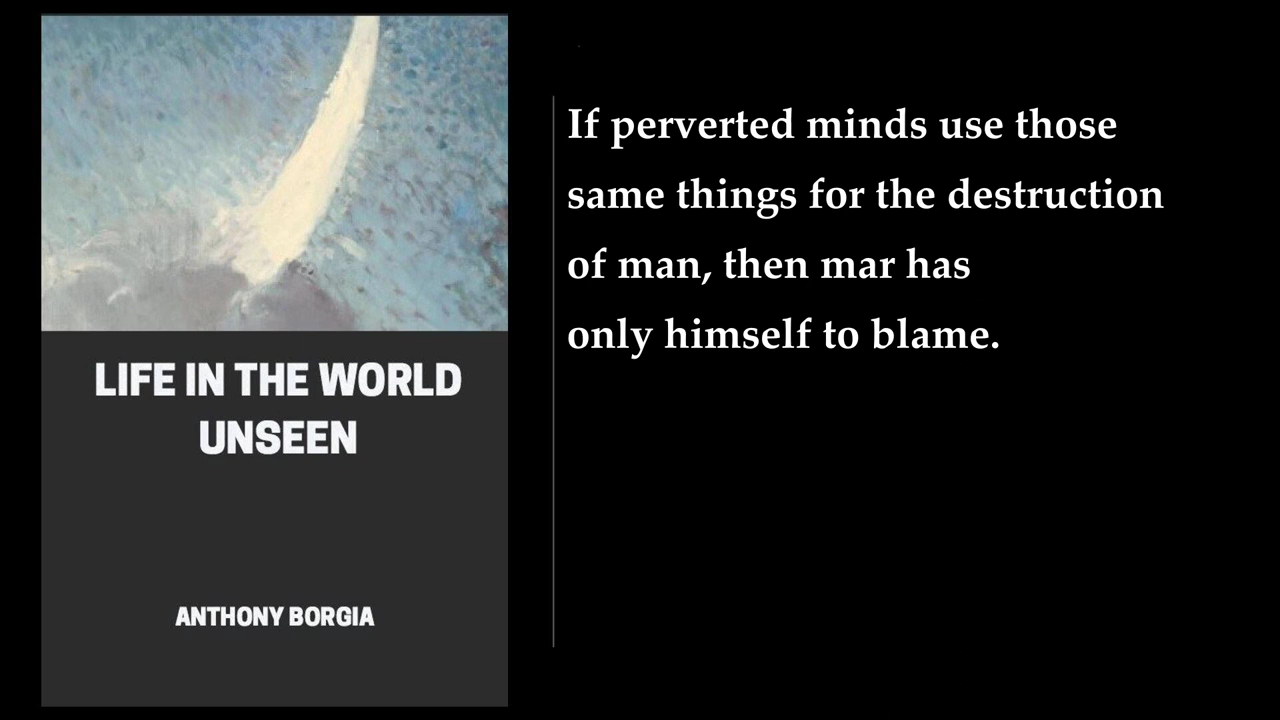 LIFE IN THE WORLD
UNSEEN
ANTHONY BORGIA
If perverted minds use those
same things for the destruction
of man, then mar has
only himself to blame.